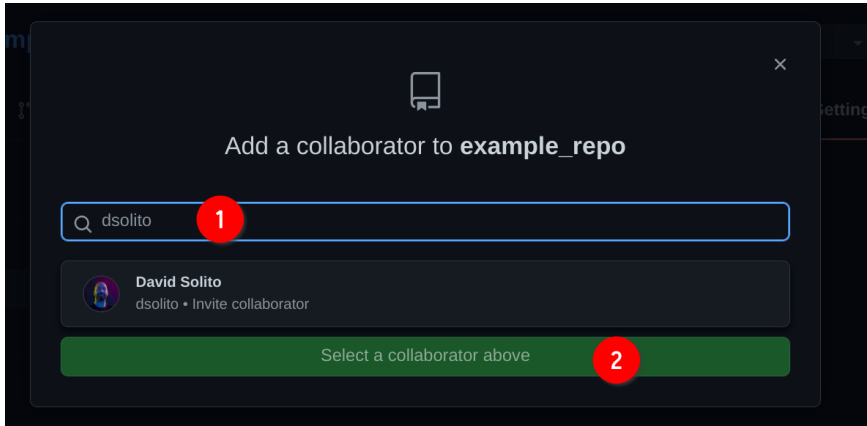 Add a collaborator to example_repo
dsolito
1
David Solito
dsolito • Invite collaborator
Select a collaborator above
2